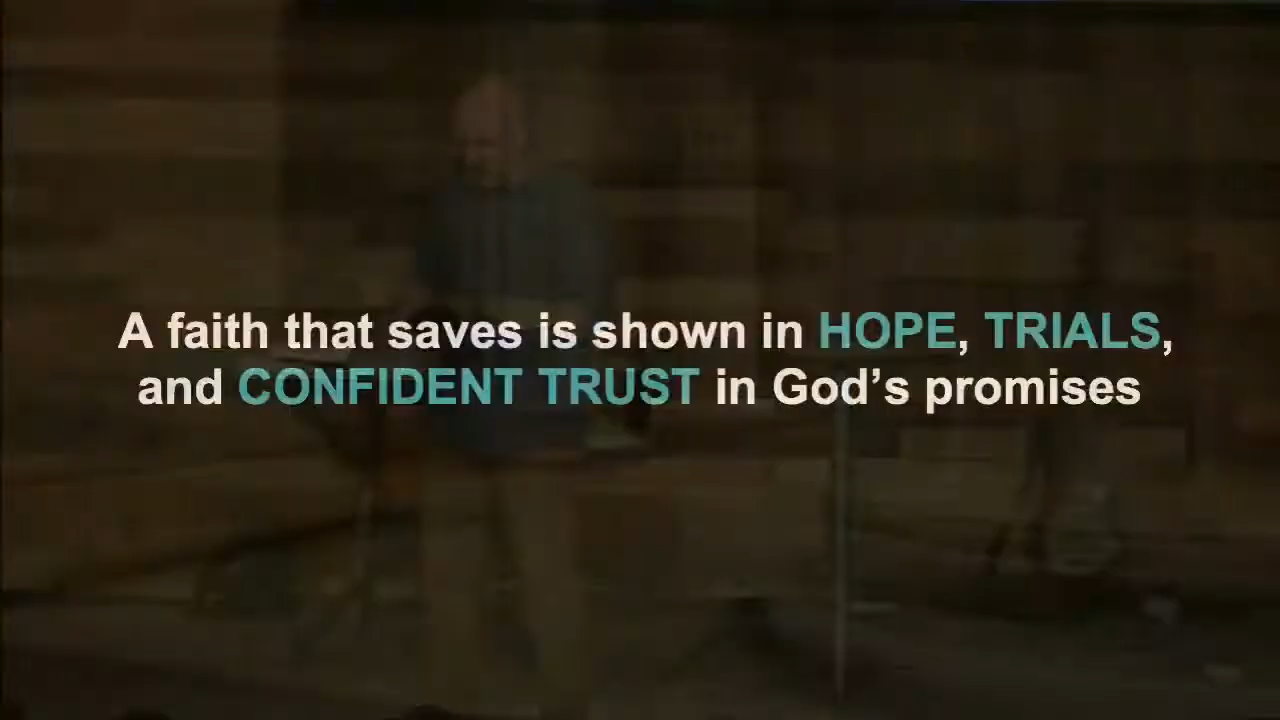 A faith that saves is shown in HOPE, TRIALS,
and CONFIDENT TRUST in God’s promises